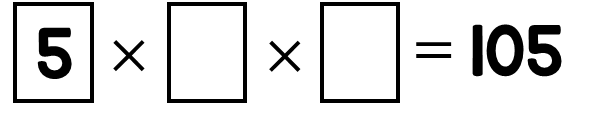 5 × × = 105